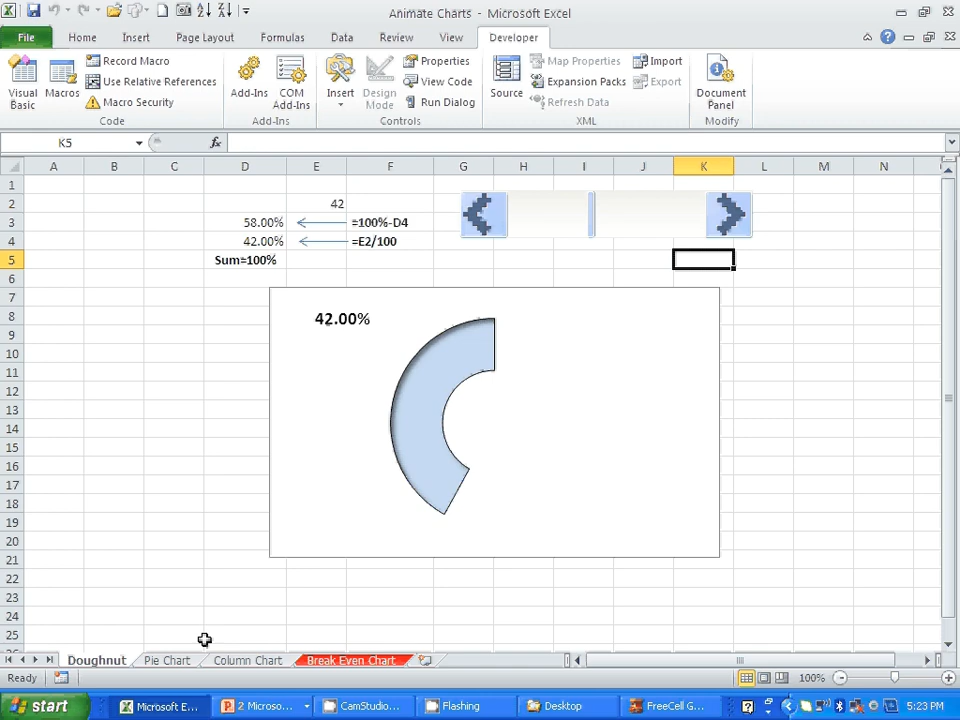 Animate Charts - Microsoft Excel
File Home Insert Page Layout Formulas Data Review View Developer
Visual Basic
Macros
Record Macro
Use Relative References
Macro Security
Code
Add-Ins
COM Add-Ins
Add-Ins
Insert
Design Mode
Properties
View Code
Run Dialog
Controls
Source
Map Properties
Expansion Packs
Refresh Data
Import
Export
XML
Document Panel
Modify
K5 fx
A B C D E F G H I J K L M N
1
2 42
3 58.00% =100%-D4
4 42.00% =E2/100
5 Sum=100%
6
7
8 42.00%
9
10
11
12
13
14
15
16
17
18
19
20
21
22
23
24
25
Doughnut Pie Chart Column Chart Break Even Chart
Ready 100%
start Microsoft E... 2 Microso... CamStudio... Flashing Desktop FreeCell G... 5:23 PM